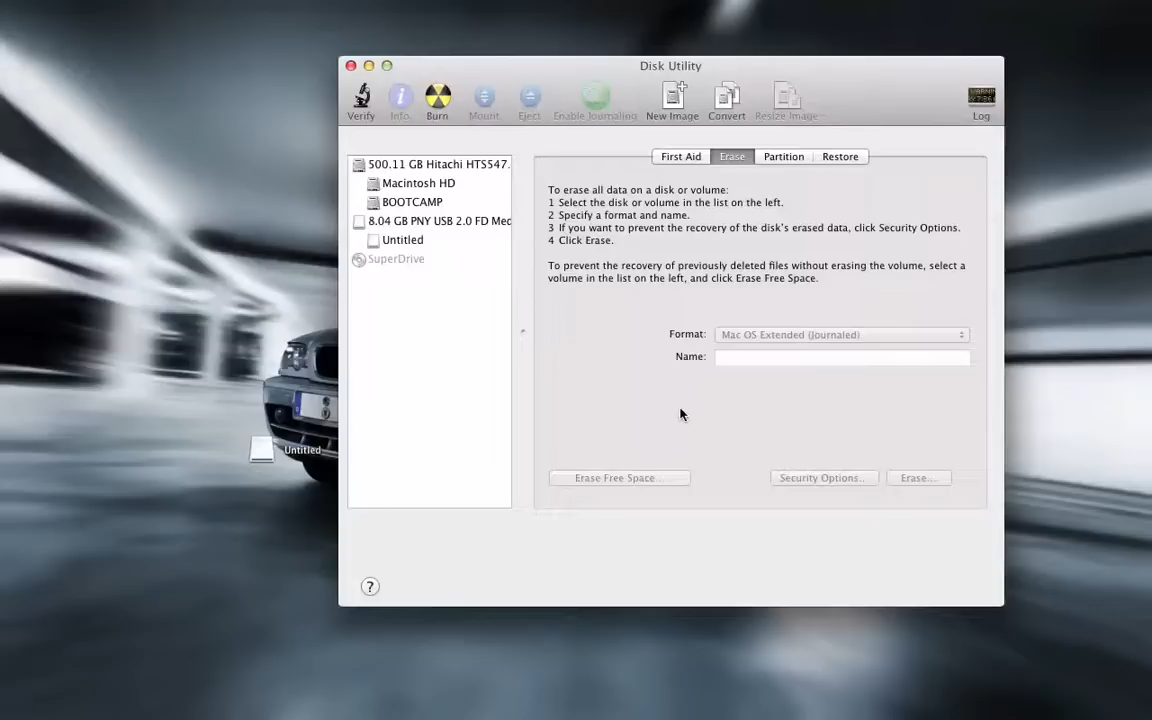 Disk Utility
Verify
Info
Burn
Mount
Eject
Enable Journaling
New Image
Convert
Resize Image
Log
500.11 GB Hitachi HTS547.
Macintosh HD
BOOTCAMP
8.04 GB PNY USB 2.0 FD Med
Untitled
SuperDrive
First Aid
Erase
Partition
Restore
To erase all data on a disk or volume:
1 Select the disk or volume in the list on the left.
2 Specify a format and name.
3 If you want to prevent the recovery of the disk's erased data, click Security Options.
4 Click Erase.
To prevent the recovery of previously deleted files without erasing the volume, select a
volume in the list on the left, and click Erase Free Space.
Format: Mac OS Extended (Journaled)
Name:
Erase Free Space...
Security Options...
Erase...
Untitled
?